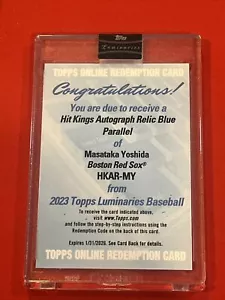 topps
Luminaries
TOPPS ONLINE REDEMPTION CARD
Congratulations!
You are due to receive a
Hit Kings Autograph Relic Blue
Parallel
of
Masataka Yoshida
Boston Red Sox®
HKAR-MY
from
2023 Topps Luminaries Baseball
To receive the card indicated above,
visit www.Topps.com
and follow the step-by-step instructions using the
Redemption Code on the back of this card.
Expires 1/31/2026. See Card Back for details.
TOPPS ONLINE REDEMPTION CARD